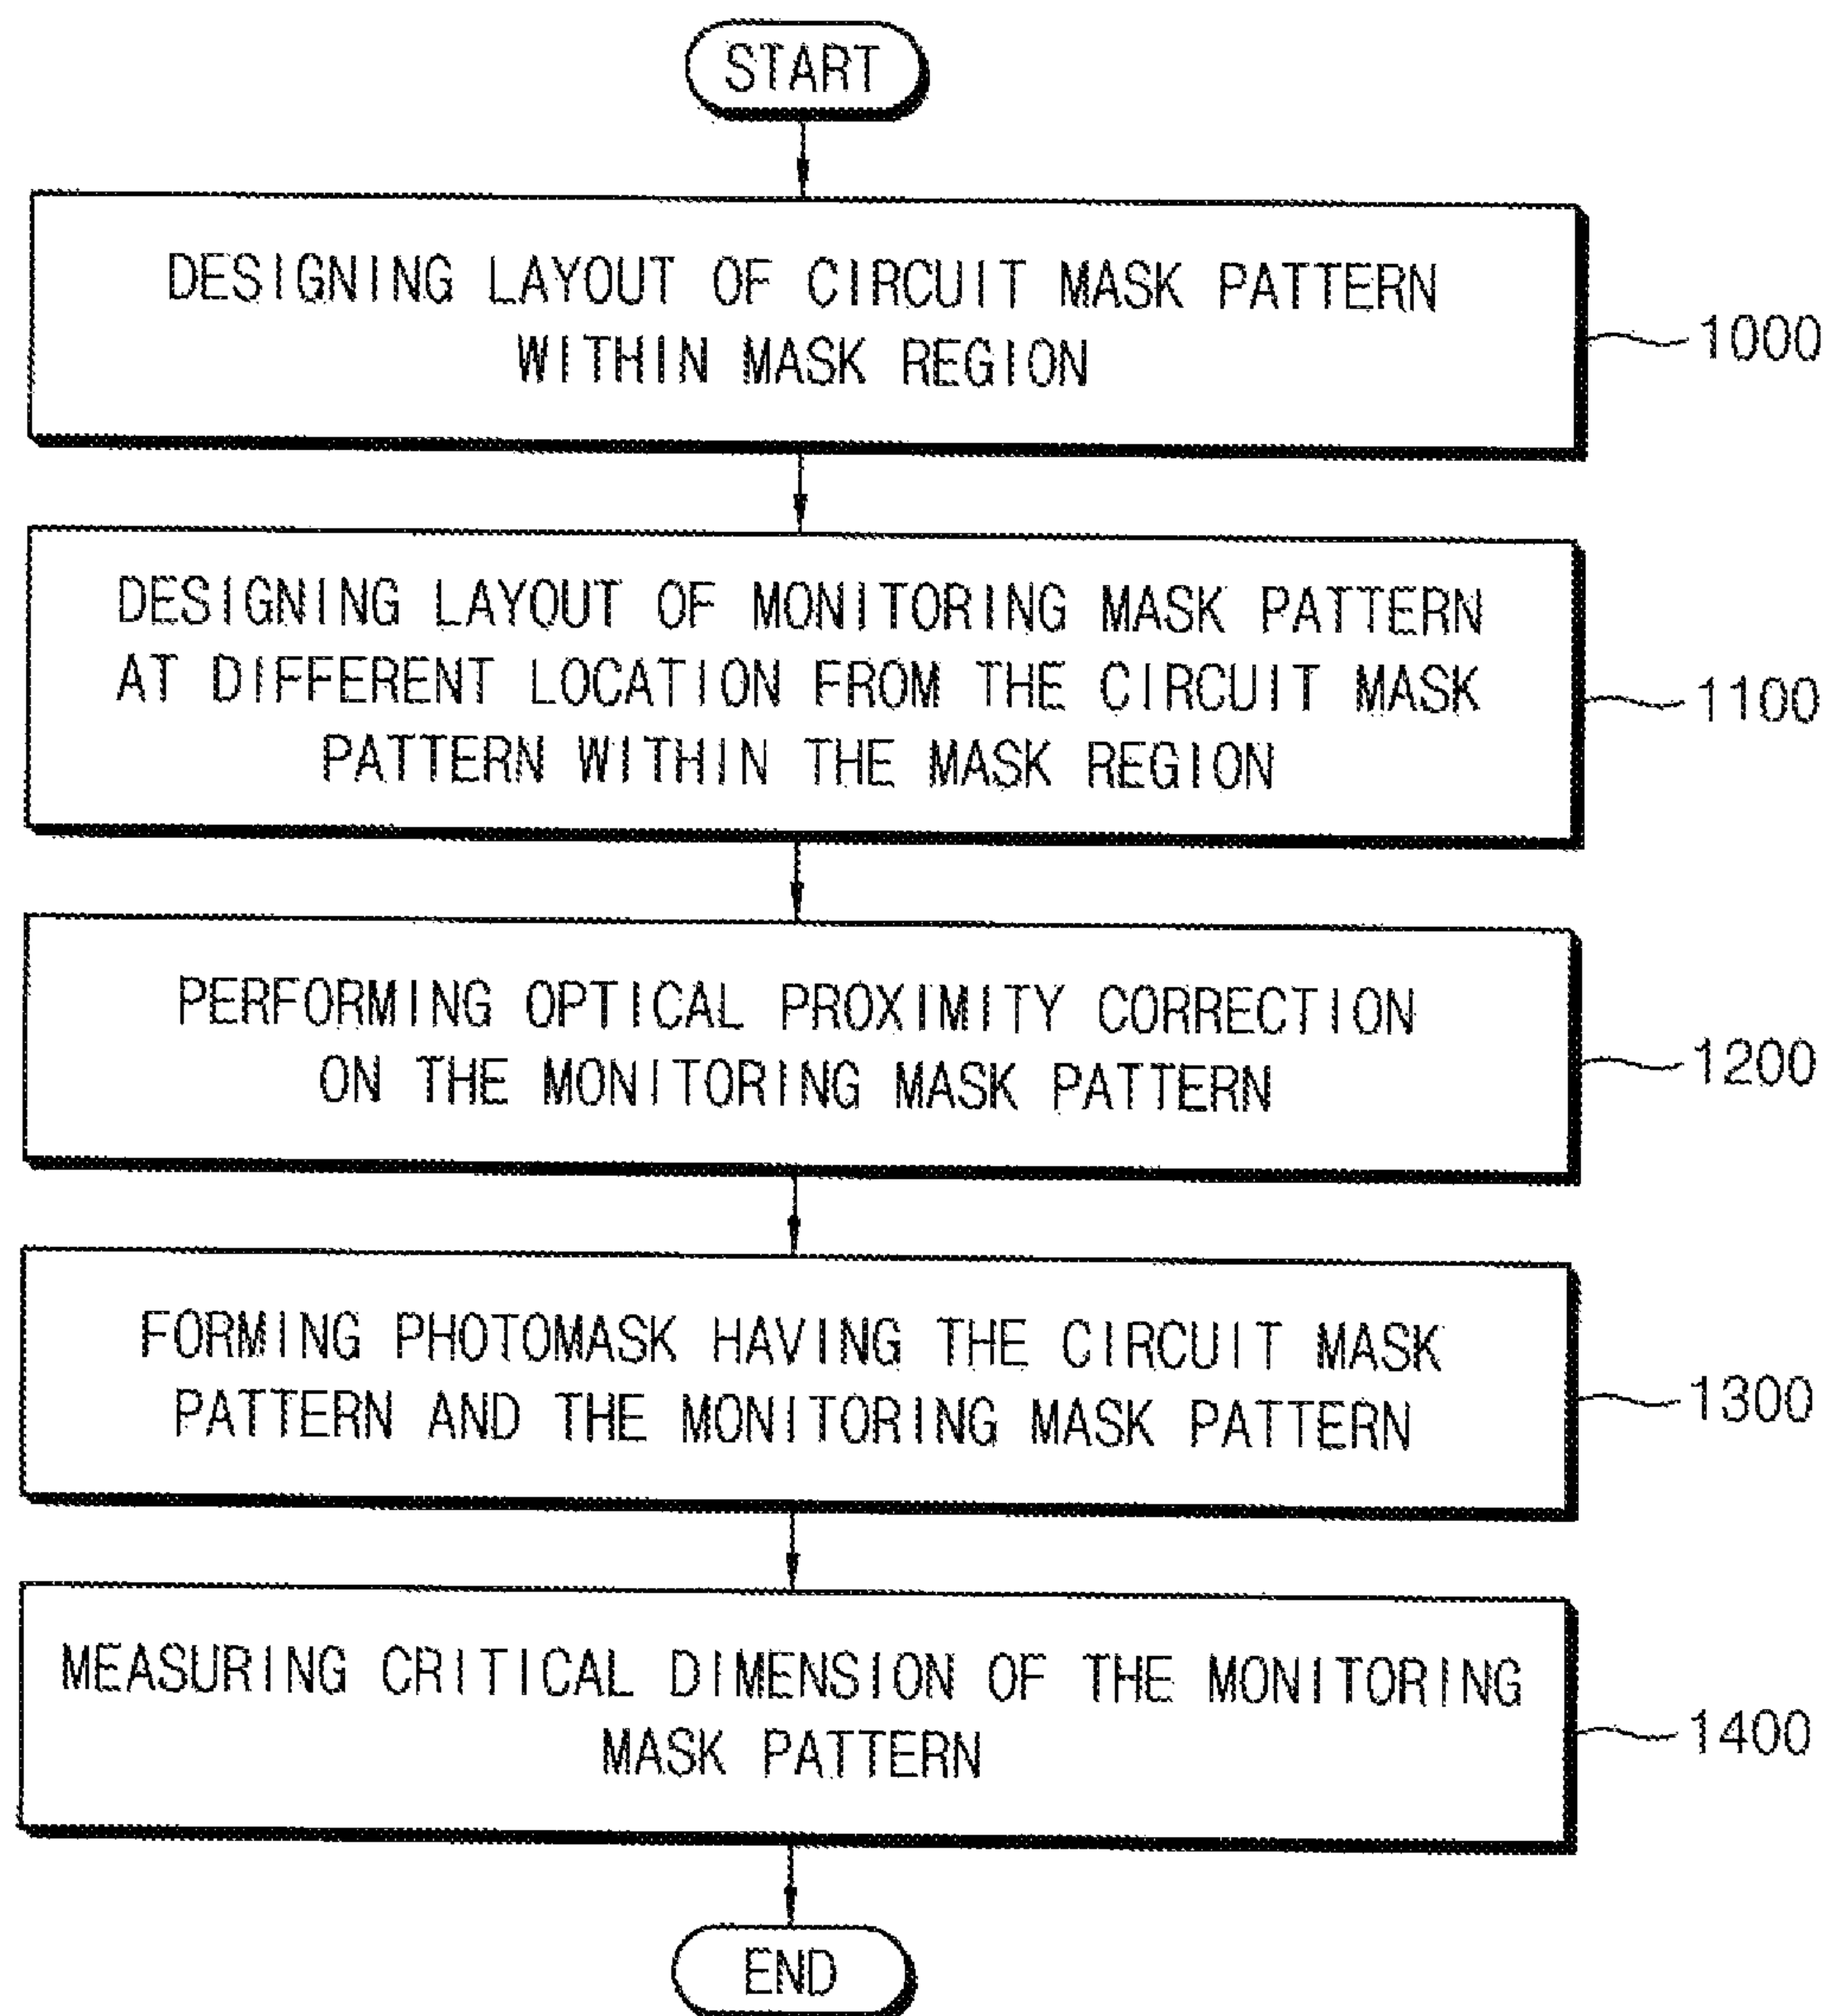 START
DESIGNING LAYOUT OF CIRCUIT MASK PATTERN
WITHIN MASK REGION
1000
DESIGNING LAYOUT OF MONITORING MASK PATTERN
AT DIFFERENT LOCATION FROM THE CIRCUIT MASK
PATTERN WITHIN THE MASK REGION
1100
PERFORMING OPTICAL PROXIMITY CORRECTION
ON THE MONITORING MASK PATTERN
1200
FORMING PHOTOMASK HAVING THE CIRCUIT MASK
PATTERN AND THE MONITORING MASK PATTERN
1300
MEASURING CRITICAL DIMENSION OF THE MONITORING
MASK PATTERN
1400
END